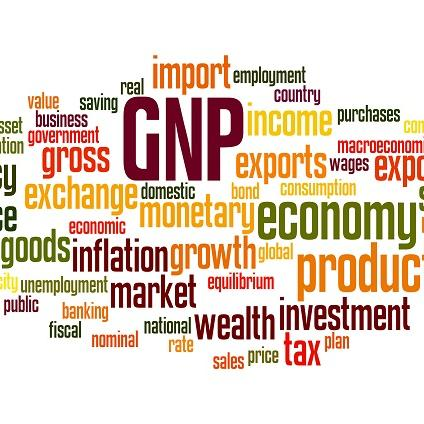 import
employment
real
country
value
saving
GNP
income
purchases
business
government
gross
exports
wages
exchange
domestic
bond
consumption
monetary
economy
economic
goods
inflation
growth
global
equilibrium
unemployment
market
public
banking
fiscal
national
wealth
investment
nominal
rate
sales
price
tax
plan